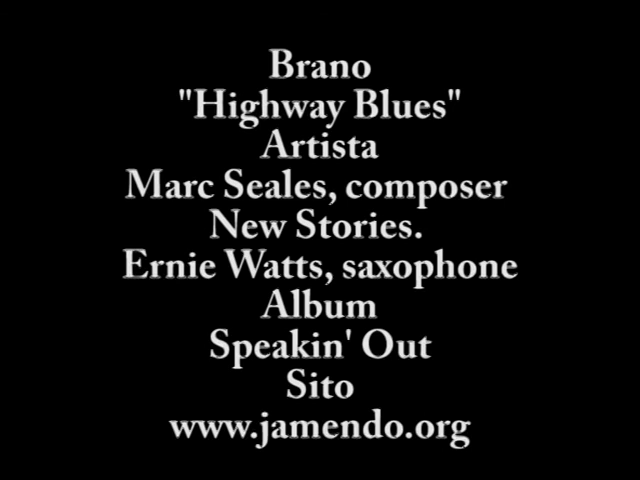 Brano
"Highway Blues"
Artista
Marc Seales, composer
New Stories.
Ernie Watts, saxophone
Album
Speakin' Out
Sito
www.jamendo.org